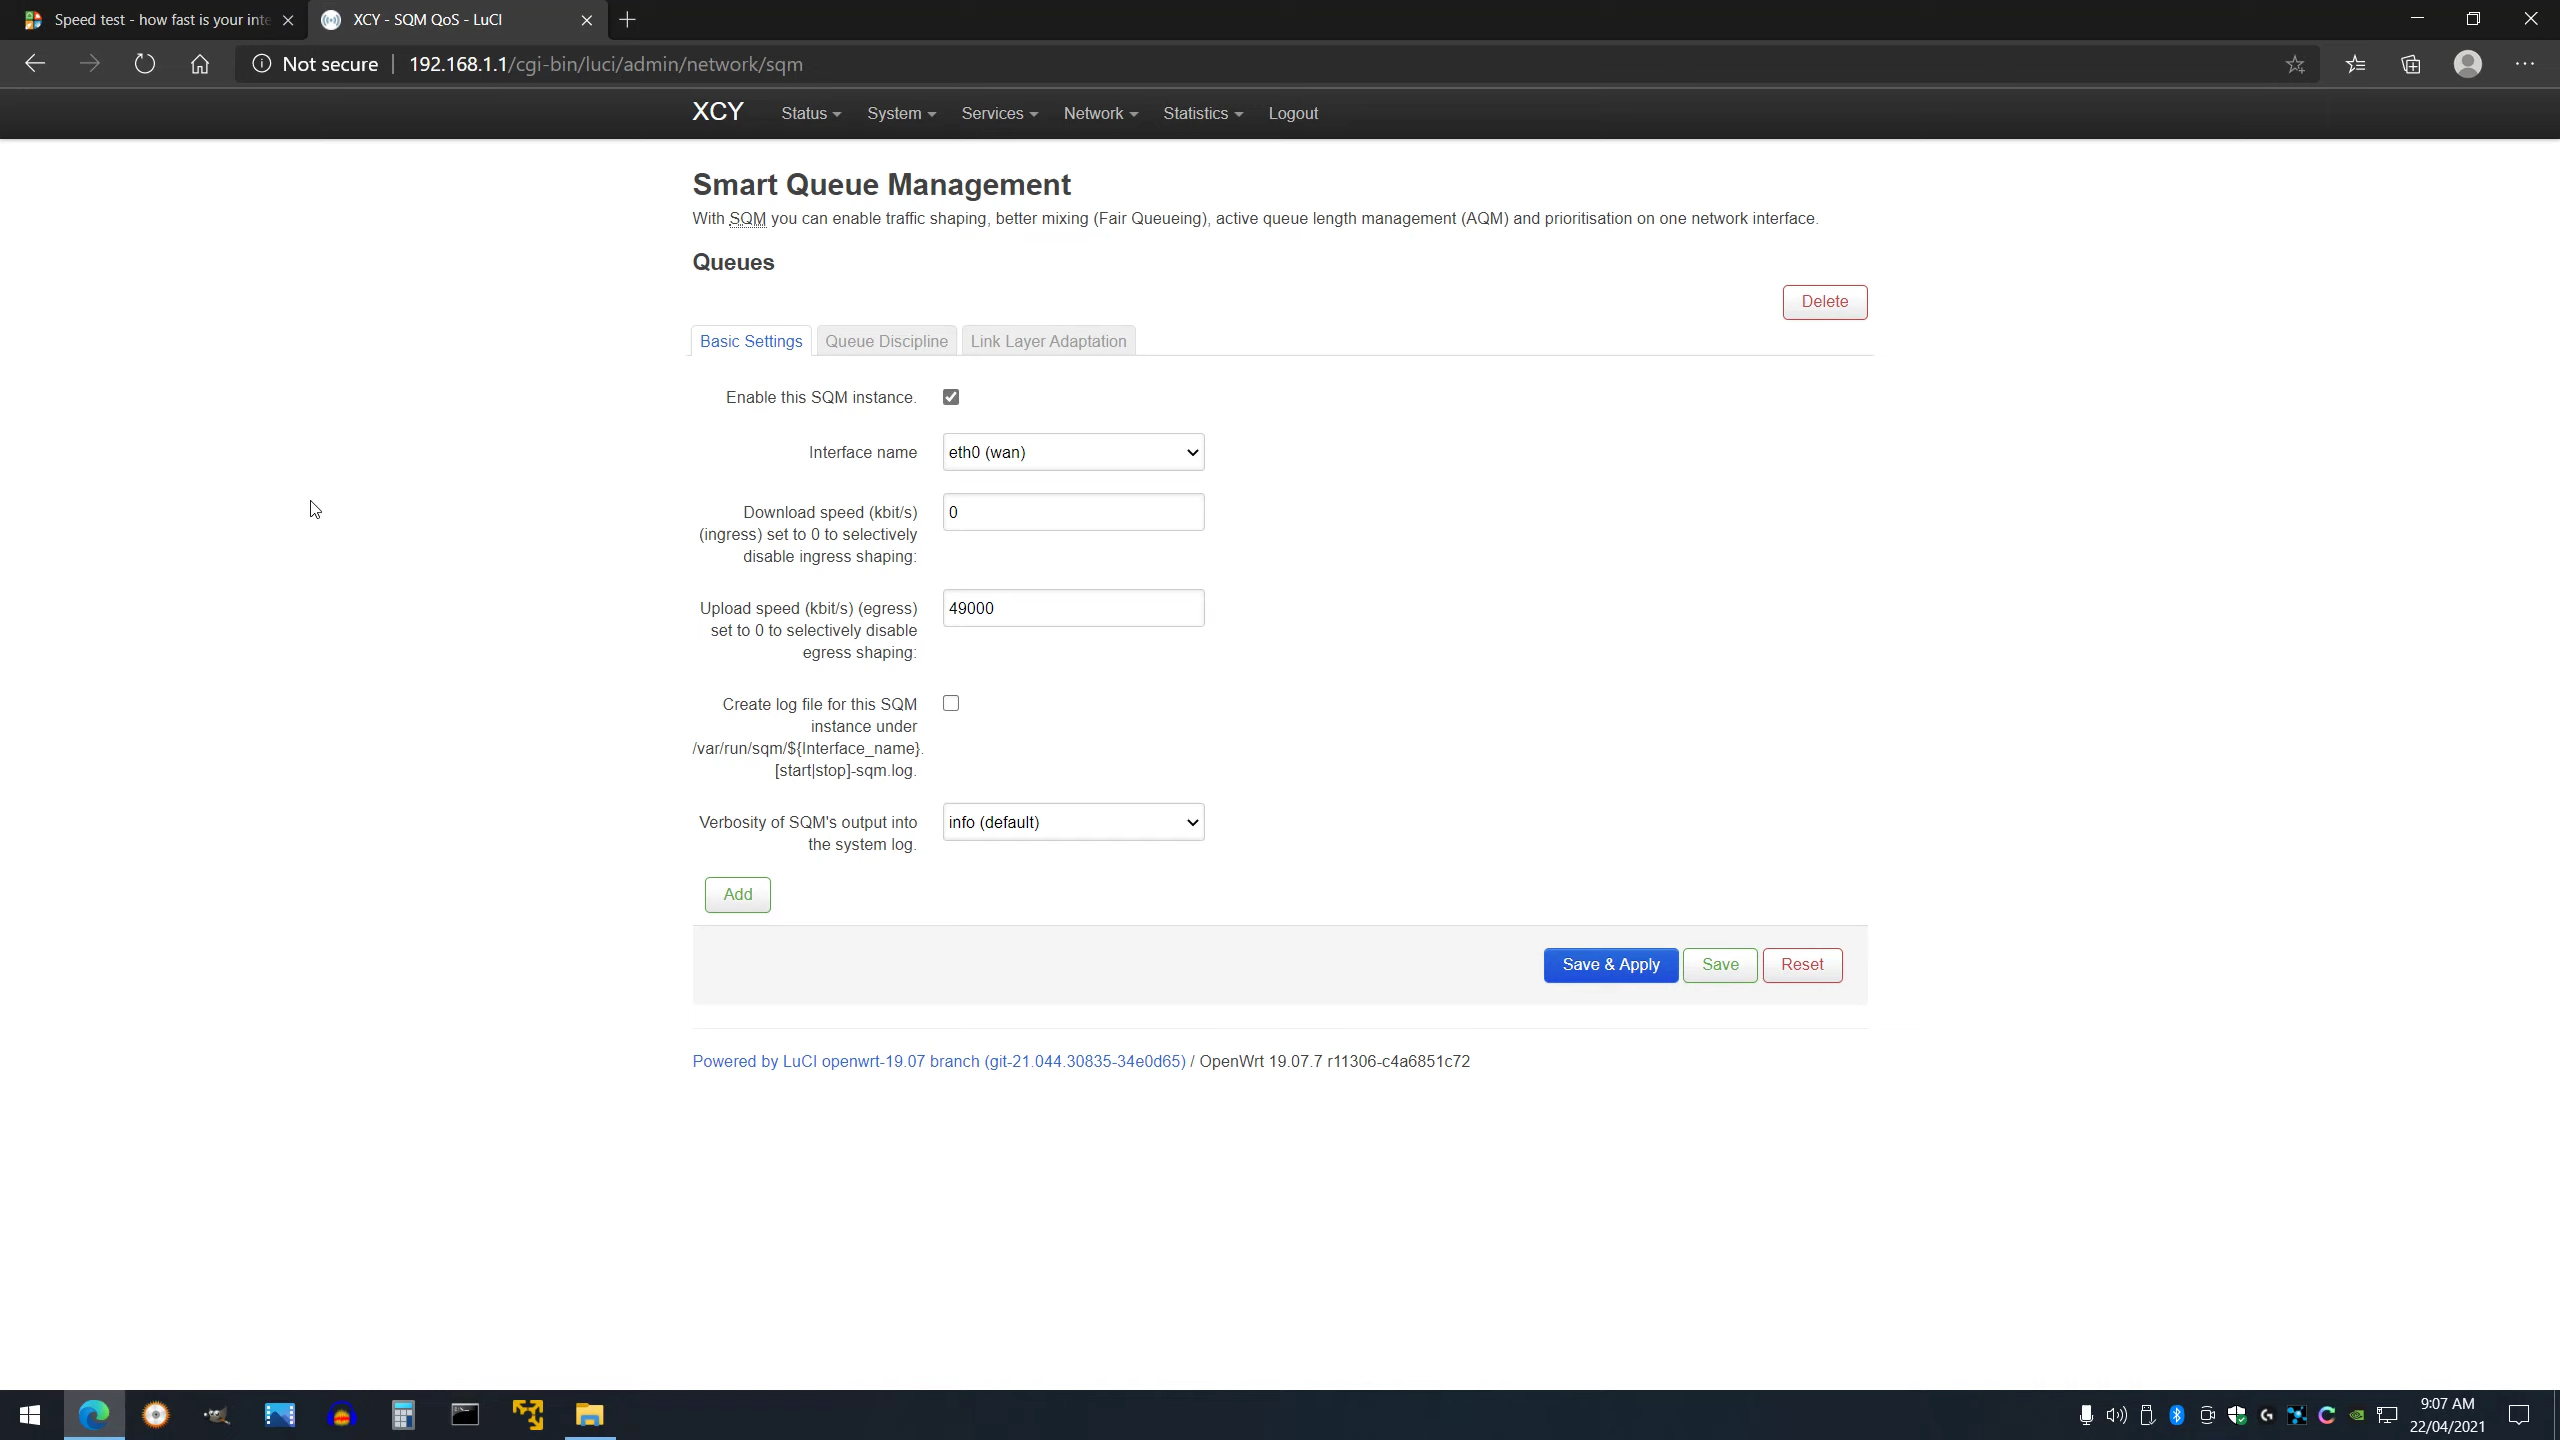 Speed test - how fast is your inte
XCY - SQM QoS - LuCI
Not secure
192.168.1.1/cgi-bin/luci/admin/network/sqm
XCY
Status
System
Services
Network
Statistics
Logout
Smart Queue Management
With SQM you can enable traffic shaping, better mixing (Fair Queueing), active queue length management (AQM) and prioritisation on one network interface.
Queues
Delete
Basic Settings
Queue Discipline
Link Layer Adaptation
Enable this SQM instance.
Interface name
eth0 (wan)
Download speed (kbit/s)
(ingress) set to 0 to selectively
disable ingress shaping:
0
Upload speed (kbit/s) (egress)
set to 0 to selectively disable
egress shaping:
49000
Create log file for this SQM
instance under
/var/run/sqm/${Interface_name}.
[start|stop]-sqm.log.
Verbosity of SQM's output into
the system log.
info (default)
Add
Save & Apply
Save
Reset
Powered by LuCI openwrt-19.07 branch (git-21.044.30835-34e0d65) / OpenWrt 19.07.7 r11306-c4a6851c72
9:07 AM
22/04/2021